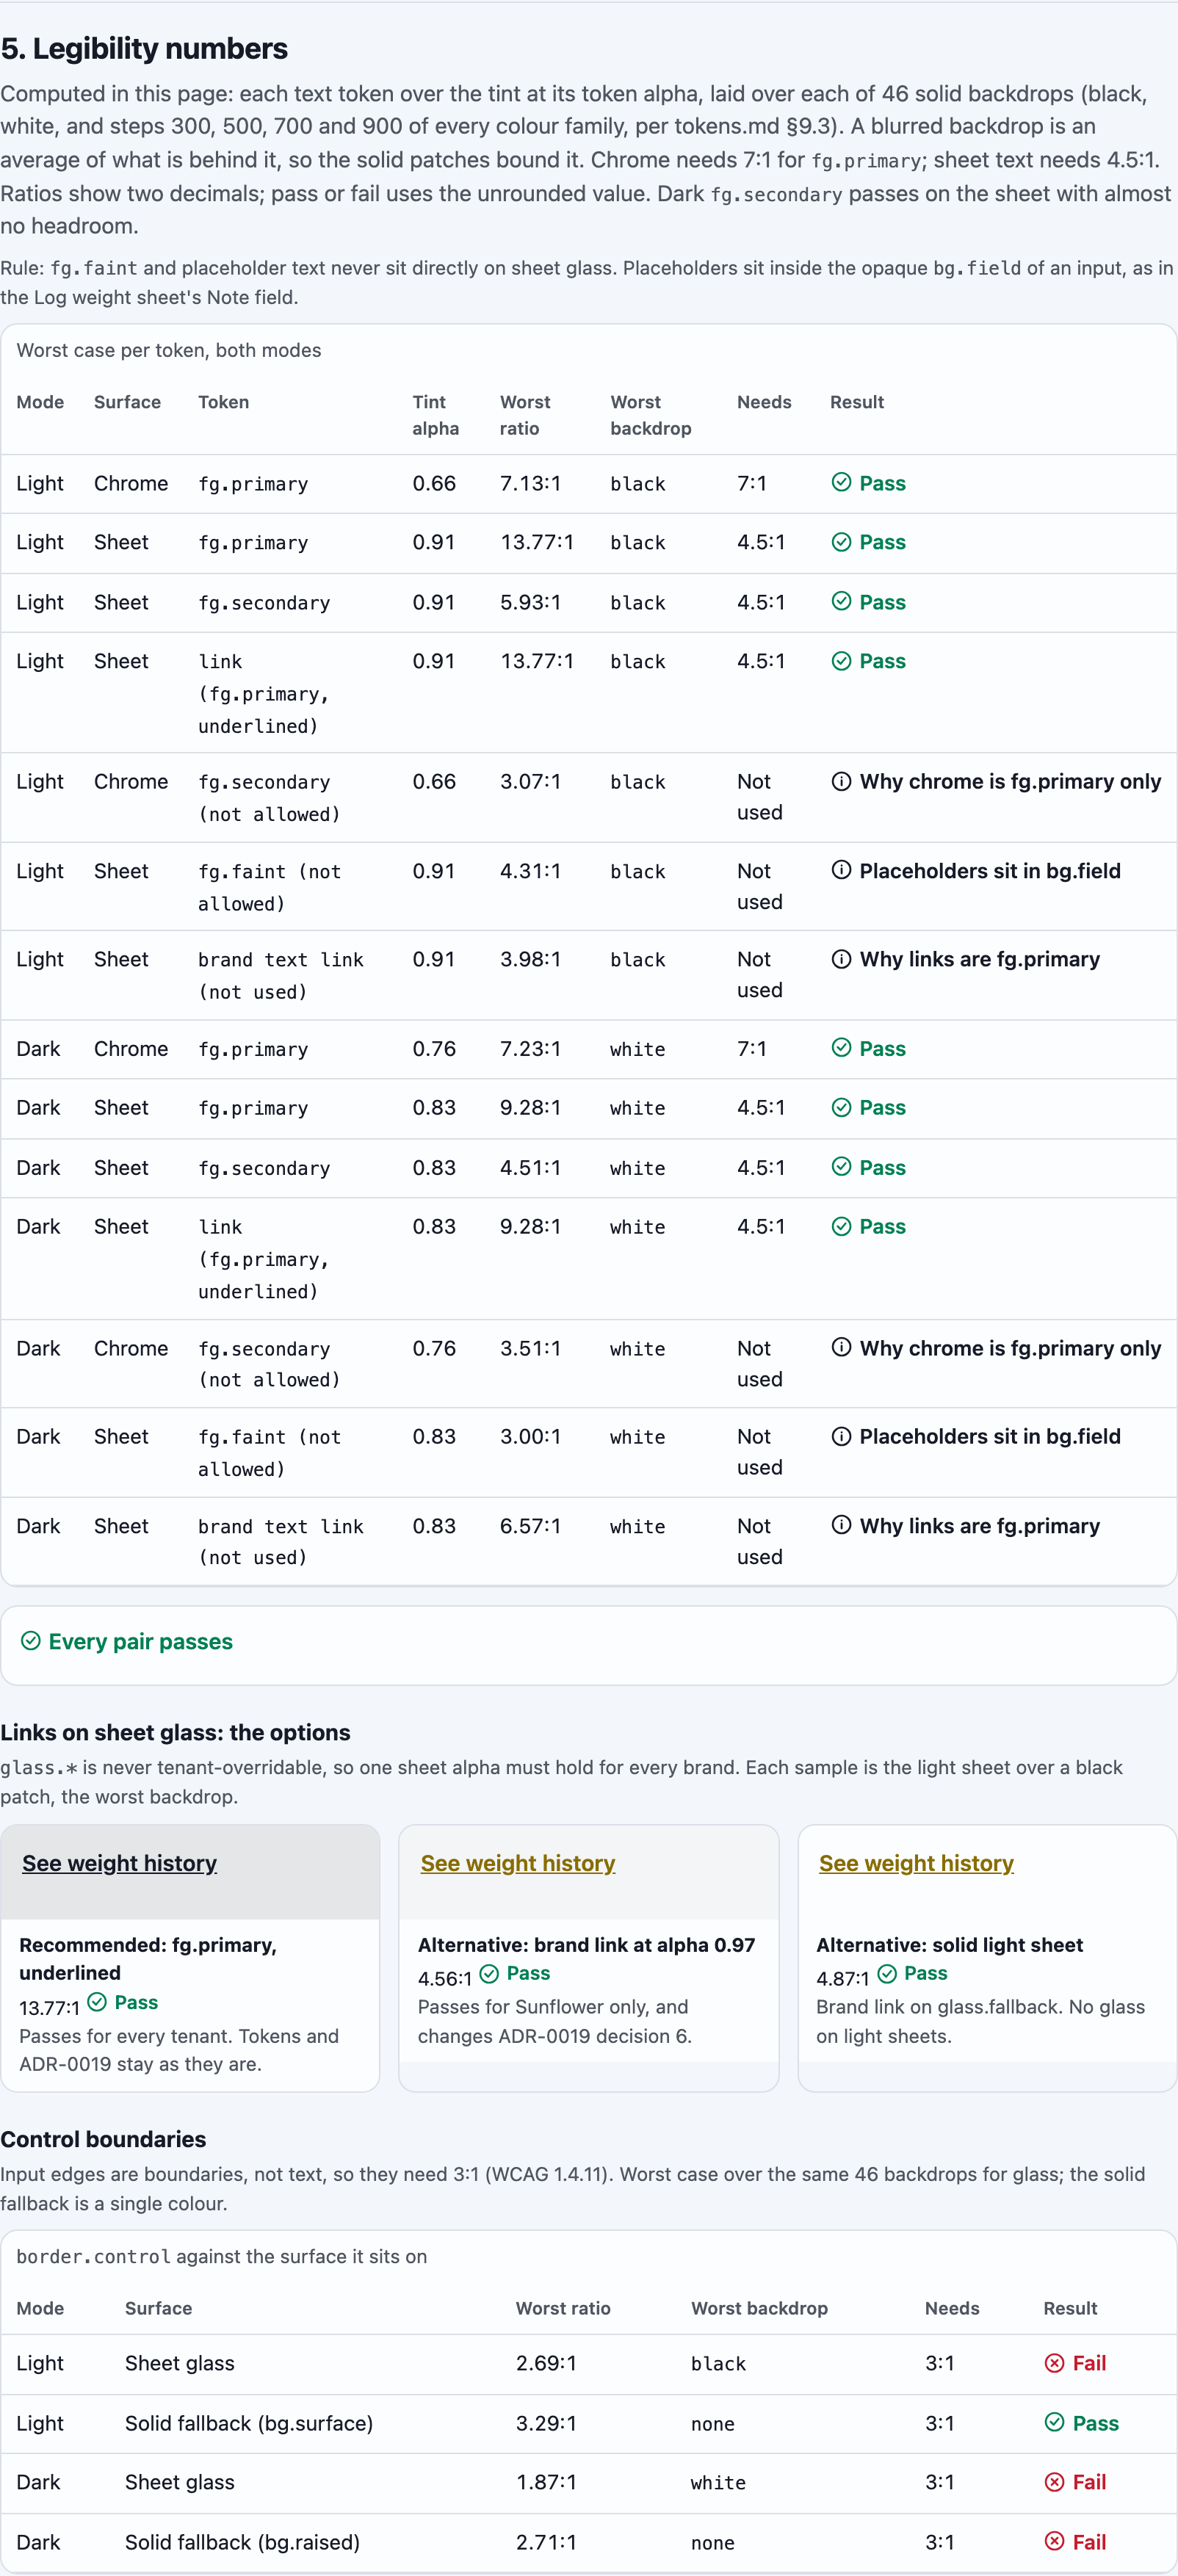 5. Legibility numbers
Computed in this page: each text token over the tint at its token alpha, laid over each of 46 solid backdrops (black,
white, and steps 300, 500, 700 and 900 of every colour family, per tokens.md §9.3). A blurred backdrop is an
average of what is behind it, so the solid patches bound it. Chrome needs 7:1 for fg.primary; sheet text needs 4.5:1.
Ratios show two decimals; pass or fail uses the unrounded value. Dark fg.secondary passes on the sheet with almost
no headroom.
Rule: fg.faint and placeholder text never sit directly on sheet glass. Placeholders sit inside the opaque bg.field of an input, as in
the Log weight sheet's Note field.
Worst case per token, both modes
Mode Surface Token Tint alpha Worst ratio Worst backdrop Needs Result
Light Chrome fg.primary 0.66 7.13:1 black 7:1 Pass
Light Sheet fg.primary 0.91 13.77:1 black 4.5:1 Pass
Light Sheet fg.secondary 0.91 5.93:1 black 4.5:1 Pass
Light Sheet link (fg.primary, underlined) 0.91 13.77:1 black 4.5:1 Pass
Light Chrome fg.secondary (not allowed) 0.66 3.07:1 black Not used Why chrome is fg.primary only
Light Sheet fg.faint (not allowed) 0.91 4.31:1 black Not used Placeholders sit in bg.field
Light Sheet brand text link (not used) 0.91 3.98:1 black Not used Why links are fg.primary
Dark Chrome fg.primary 0.76 7.23:1 white 7:1 Pass
Dark Sheet fg.primary 0.83 9.28:1 white 4.5:1 Pass
Dark Sheet fg.secondary 0.83 4.51:1 white 4.5:1 Pass
Dark Sheet link (fg.primary, underlined) 0.83 9.28:1 white 4.5:1 Pass
Dark Chrome fg.secondary (not allowed) 0.76 3.51:1 white Not used Why chrome is fg.primary only
Dark Sheet fg.faint (not allowed) 0.83 3.00:1 white Not used Placeholders sit in bg.field
Dark Sheet brand text link (not used) 0.83 6.57:1 white Not used Why links are fg.primary
Every pair passes
Links on sheet glass: the options
glass.* is never tenant-overridable, so one sheet alpha must hold for every brand. Each sample is the light sheet over a black
patch, the worst backdrop.
See weight history
Recommended: fg.primary,
underlined
13.77:1 Pass
Passes for every tenant. Tokens and
ADR-0019 stay as they are.
See weight history
Alternative: brand link at alpha 0.97
4.56:1 Pass
Passes for Sunflower only, and
changes ADR-0019 decision 6.
See weight history
Alternative: solid light sheet
4.87:1 Pass
Brand link on glass.fallback. No glass
on light sheets.
Control boundaries
Input edges are boundaries, not text, so they need 3:1 (WCAG 1.4.11). Worst case over the same 46 backdrops for glass; the solid
fallback is a single colour.
border.control against the surface it sits on
Mode Surface Worst ratio Worst backdrop Needs Result
Light Sheet glass 2.69:1 black 3:1 Fail
Light Solid fallback (bg.surface) 3.29:1 none 3:1 Pass
Dark Sheet glass 1.87:1 white 3:1 Fail
Dark Solid fallback (bg.raised) 2.71:1 none 3:1 Fail